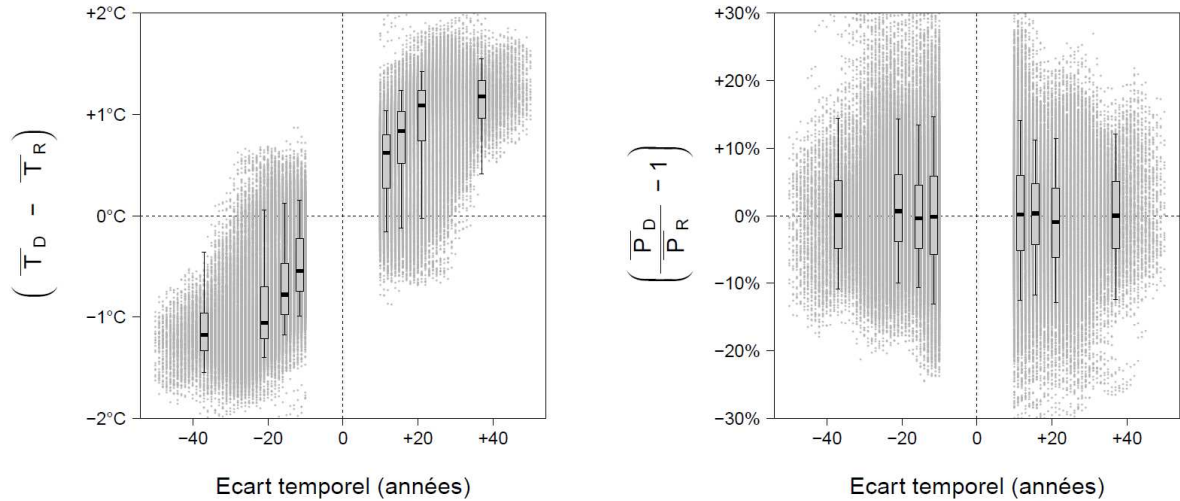 +2°C
+1°C
0°C
−1°C
−2°C
( T̅D − T̅R )
−40 −20 0 +20 +40
Ecart temporel (années)
+30%
+20%
+10%
0%
−10%
−20%
−30%
( P̅D / P̅R − 1 )
−40 −20 0 +20 +40
Ecart temporel (années)